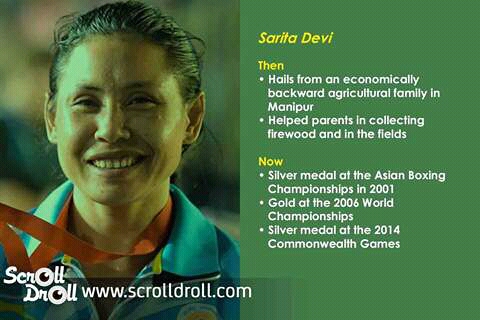 Sarita Devi
Then
• Hails from an economically
backward agricultural family in
Manipur
• Helped parents in collecting
firewood and in the fields
Now
• Silver medal at the Asian Boxing
Championships in 2001
• Gold at the 2006 World
Championships
• Silver medal at the 2014
Commonwealth Games
Scroll
Droll
www.scrolldroll.com